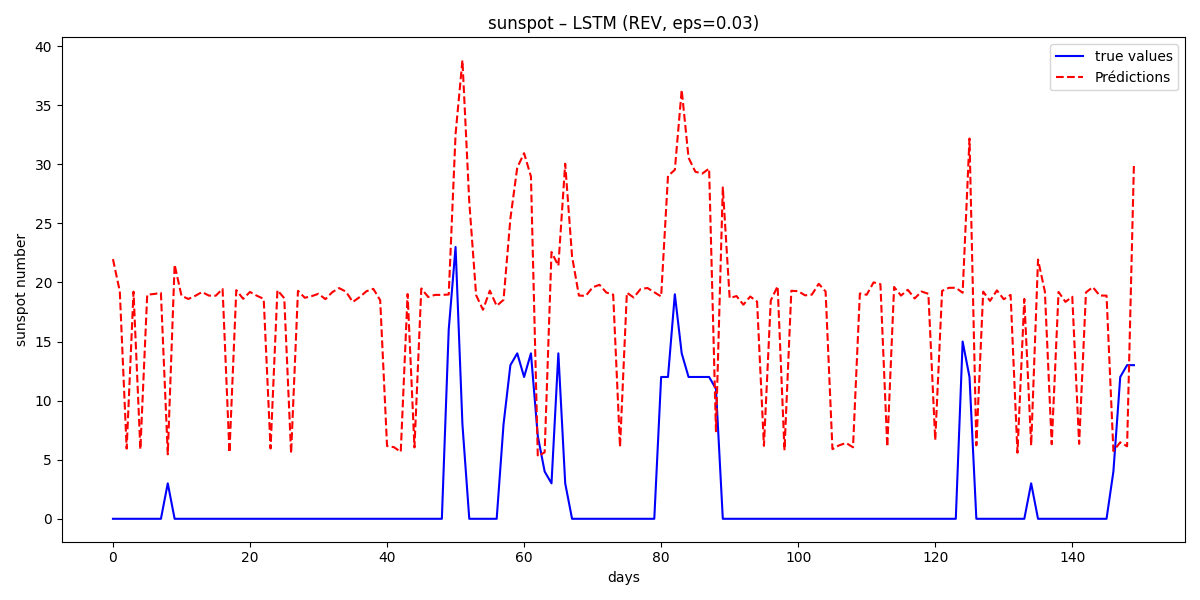 sunspot – LSTM (REV, eps=0.03)
40
35
30
25
20
15
10
5
0
sunspot number
true values
Prédictions
0 20 40 60 80 100 120 140
days